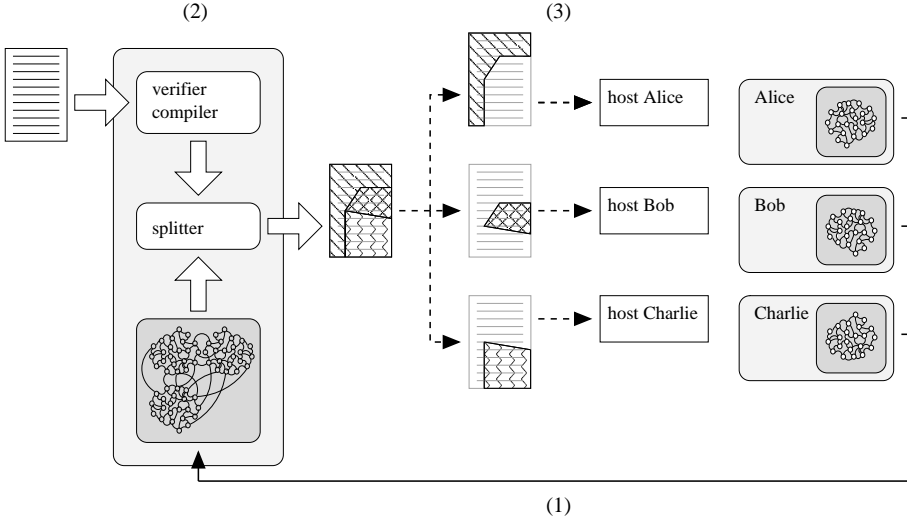 (2)
(3)
verifier
compiler
host Alice
Alice
splitter
host Bob
Bob
host Charlie
Charlie
(1)